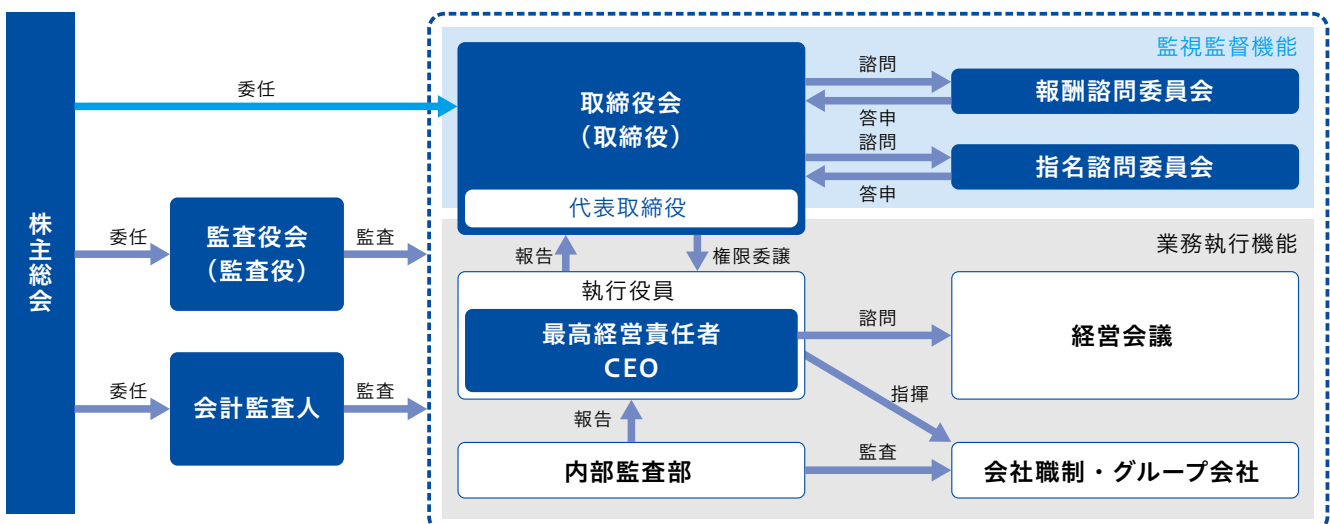 株主総会
委任
委任
監査役会
(監査役)
監査
委任
会計監査人
監査
監視監督機能
取締役会
(取締役)
代表取締役
諮問
報酬諮問委員会
答申
諮問
指名諮問委員会
答申
業務執行機能
報告
権限委譲
執行役員
最高経営責任者
CEO
諮問
経営会議
指揮
報告
内部監査部
監査
会社職制・グループ会社